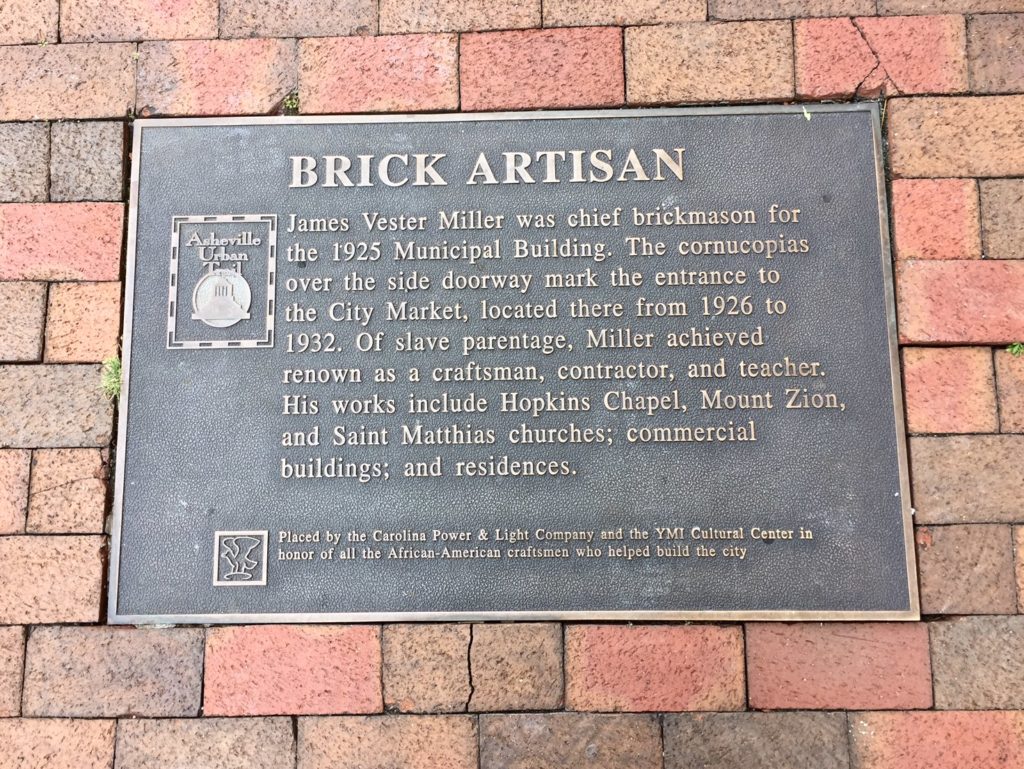 BRICK ARTISAN
Asheville
Urban
Trail
James Vester Miller was chief brickmason for
the 1925 Municipal Building. The cornucopias
over the side doorway mark the entrance to
the City Market, located there from 1926 to
1932. Of slave parentage, Miller achieved
renown as a craftsman, contractor, and teacher.
His works include Hopkins Chapel, Mount Zion,
and Saint Matthias churches; commercial
buildings; and residences.
Placed by the Carolina Power & Light Company and the YMI Cultural Center in
honor of all the African-American craftsmen who helped build the city